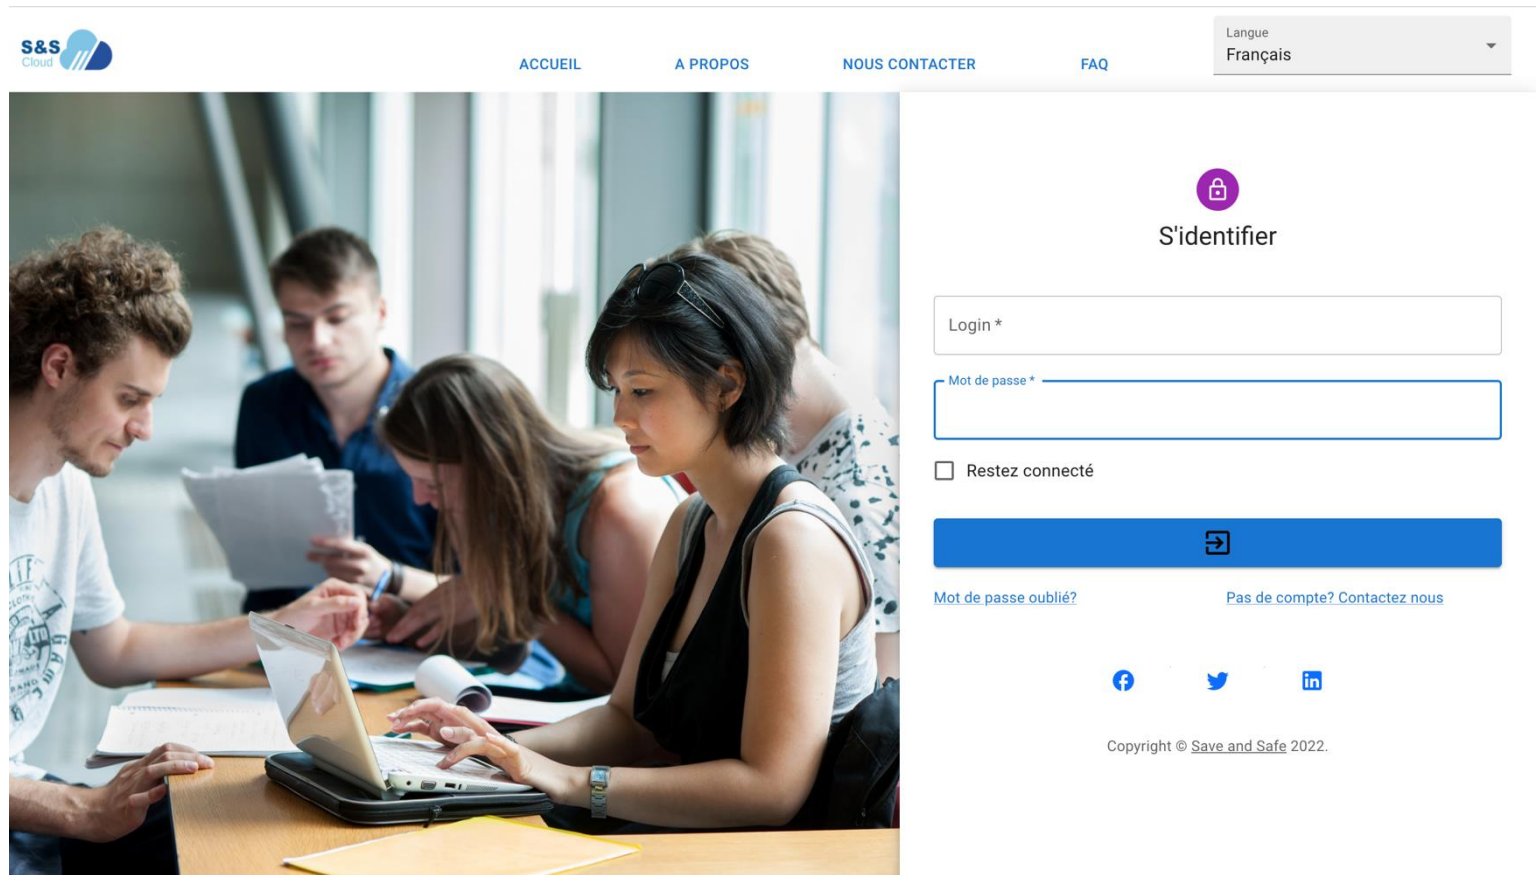 S&S
Cloud
ACCUEIL
A PROPOS
NOUS CONTACTER
FAQ
Langue
Français
S'identifier
Login *
Mot de passe *
Restez connecté
Mot de passe oublié?
Pas de compte? Contactez nous
Copyright © Save and Safe 2022.